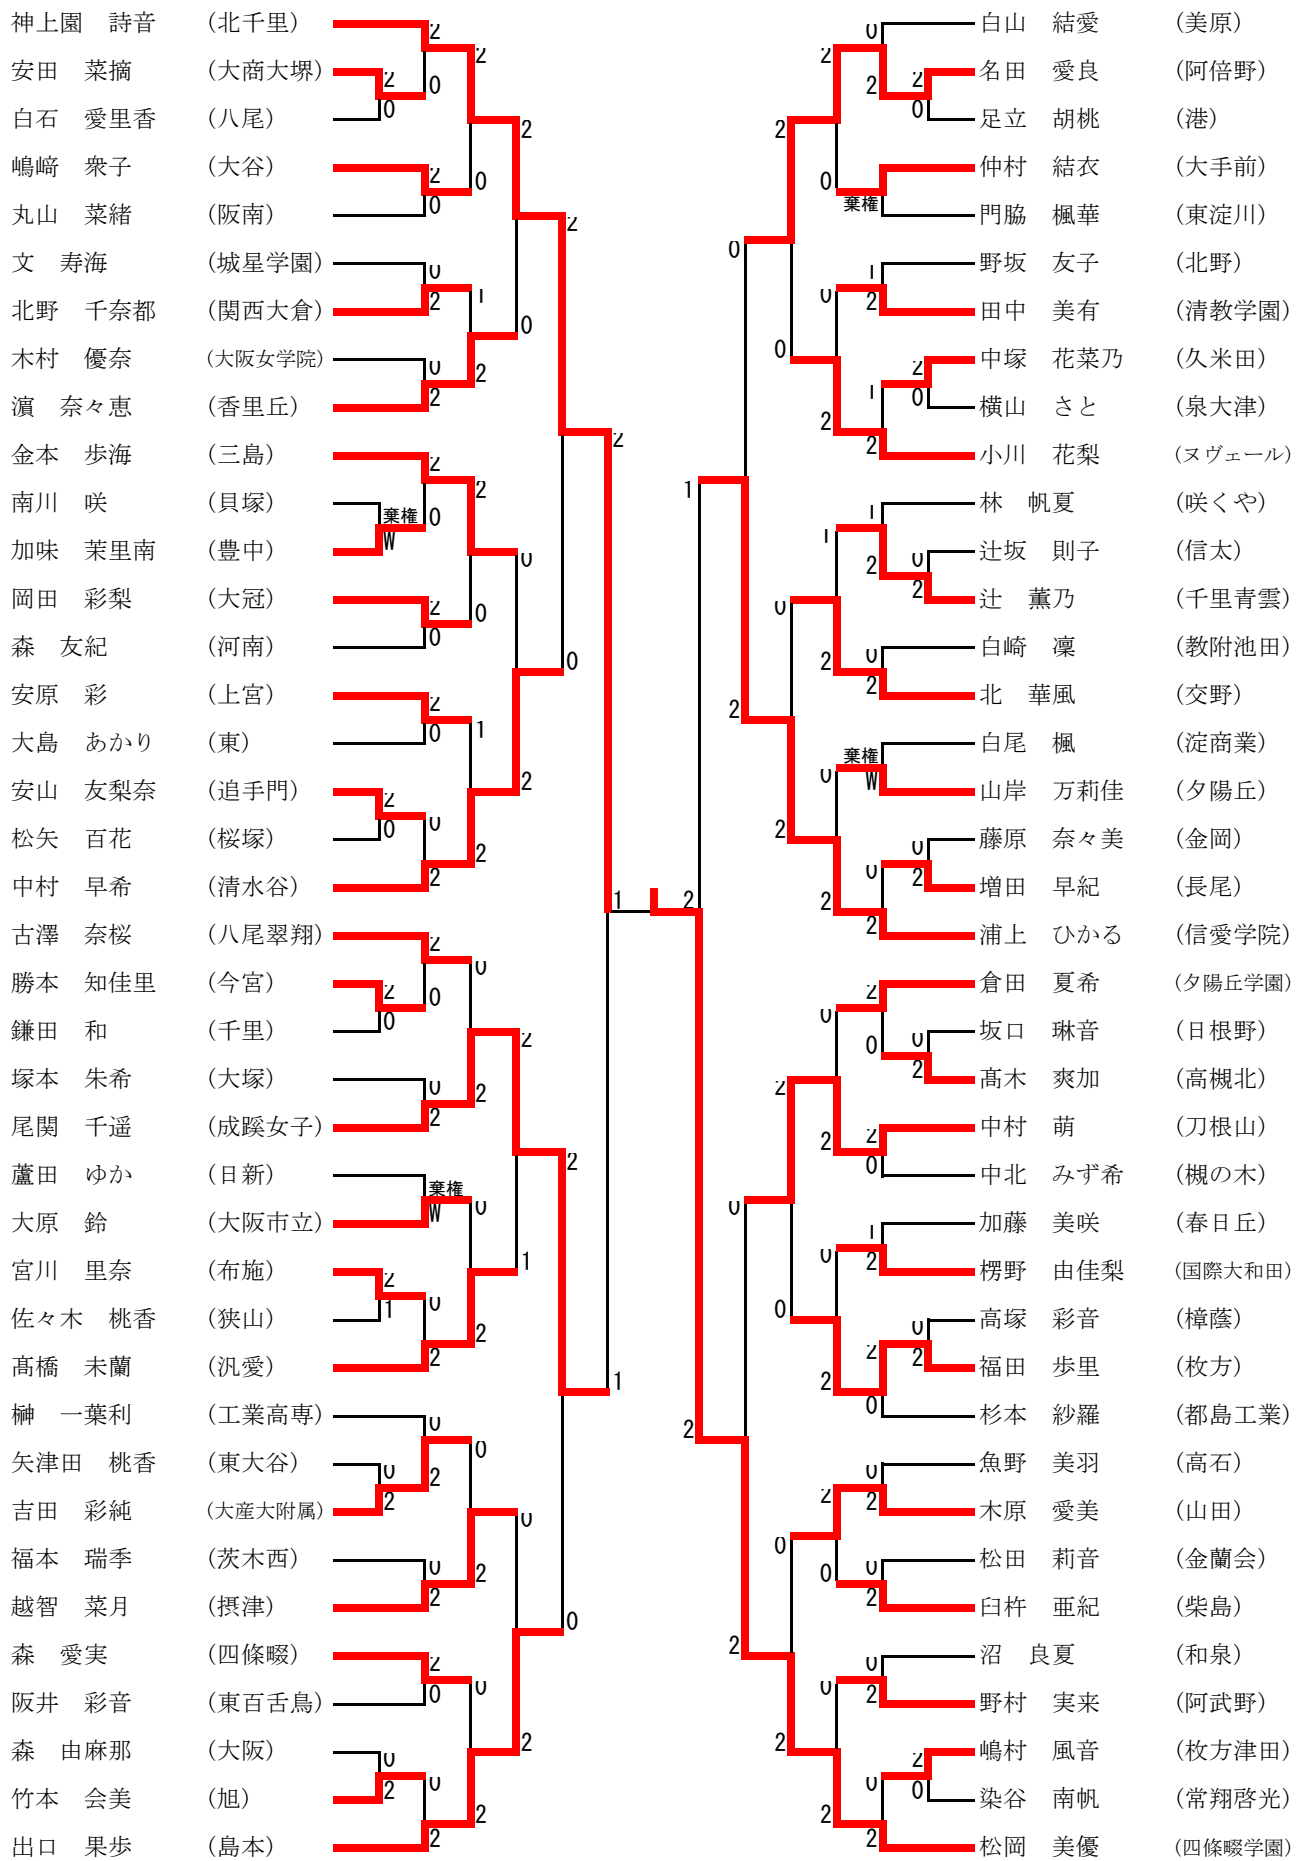 神上園　詩音　（北千里）
安田　菜摘　（大商大堺）
白石　愛里香　（八尾）
嶋﨑　衆子　（大谷）
丸山　菜緒　（阪南）
文　寿海　（城星学園）
北野　千奈都　（関西大倉）
木村　優奈　（大阪女学院）
濵　奈々恵　（香里丘）
金本　歩海　（三島）
南川　咲　（貝塚）
棄権
W
加味　茉里南　（豊中）
岡田　彩梨　（大冠）
森　友紀　（河南）
安原　彩　（上宮）
大島　あかり　（東）
安山　友梨奈　（追手門）
松矢　百花　（桜塚）
中村　早希　（清水谷）
古澤　奈桜　（八尾翠翔）
勝本　知佳里　（今宮）
鎌田　和　（千里）
塚本　朱希　（大塚）
尾関　千遥　（成蹊女子）
蘆田　ゆか　（日新）
棄権
W
大原　鈴　（大阪市立）
宮川　里奈　（布施）
佐々木　桃香　（狭山）
髙橋　未蘭　（汎愛）
榊　一葉利　（工業高専）
矢津田　桃香　（東大谷）
吉田　彩純　（大産大附属）
福本　瑞季　（茨木西）
越智　菜月　（摂津）
森　愛実　（四條畷）
阪井　彩音　（東百舌鳥）
森　由麻那　（大阪）
竹本　会美　（旭）
出口　果歩　（島本）
白山　結愛　（美原）
名田　愛良　（阿倍野）
足立　胡桃　（港）
仲村　結衣　（大手前）
棄権
門脇　楓華　（東淀川）
野坂　友子　（北野）
田中　美有　（清教学園）
中塚　花菜乃　（久米田）
横山　さと　（泉大津）
小川　花梨　（ヌヴェール）
林　帆夏　（咲くや）
辻坂　則子　（信太）
辻　薫乃　（千里青雲）
白崎　凜　（教附池田）
北　華風　（交野）
白尾　楓　（淀商業）
棄権
W
山岸　万莉佳　（夕陽丘）
藤原　奈々美　（金岡）
増田　早紀　（長尾）
浦上　ひかる　（信愛学院）
倉田　夏希　（夕陽丘学園）
坂口　琳音　（日根野）
髙木　爽加　（高槻北）
中村　萌　（刀根山）
中北　みず希　（槻の木）
加藤　美咲　（春日丘）
楞野　由佳梨　（国際大和田）
高塚　彩音　（樟蔭）
福田　歩里　（枚方）
杉本　紗羅　（都島工業）
魚野　美羽　（高石）
木原　愛美　（山田）
松田　莉音　（金蘭会）
臼杵　亜紀　（柴島）
沼　良夏　（和泉）
野村　実来　（阿武野）
嶋村　風音　（枚方津田）
染谷　南帆　（常翔啓光）
松岡　美優　（四條畷学園）